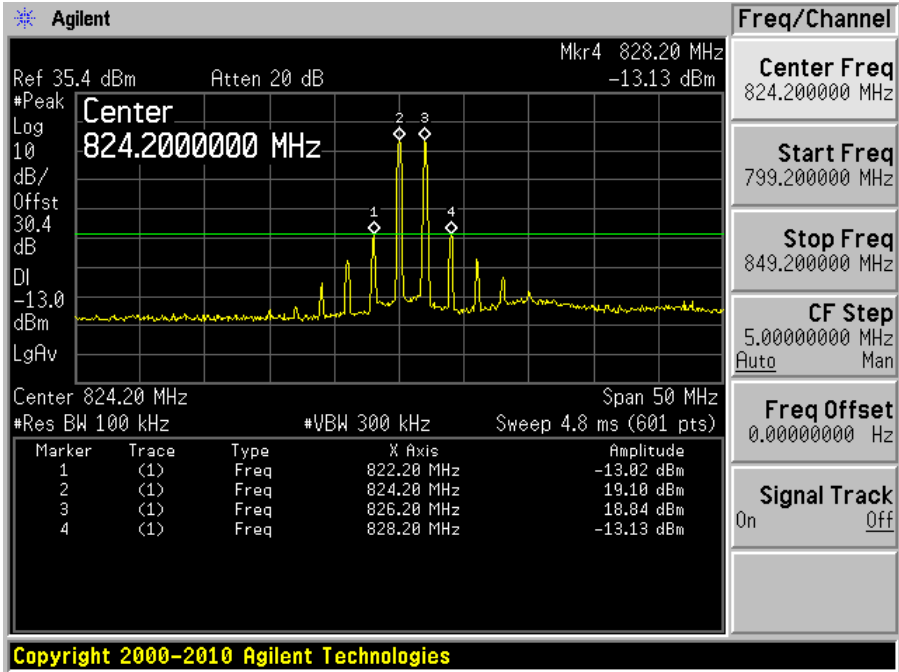 Agilent
Freq/Channel
Mkr4 828.20 MHz
Ref 35.4 dBm Atten 20 dB -13.13 dBm
#Peak
Log
10
dB/
Offst
30.4
dB
DI
-13.0
dBm
LgAv
Center
824.2000000 MHz
1
2
3
4
Center 824.20 MHz Span 50 MHz
#Res BW 100 kHz #VBW 300 kHz Sweep 4.8 ms (601 pts)
Marker Trace Type X Axis Amplitude
1 (1) Freq 822.20 MHz -13.02 dBm
2 (1) Freq 824.20 MHz 19.10 dBm
3 (1) Freq 826.20 MHz 18.84 dBm
4 (1) Freq 828.20 MHz -13.13 dBm
Center Freq
824.200000 MHz
Start Freq
799.200000 MHz
Stop Freq
849.200000 MHz
CF Step
5.00000000 MHz
Auto Man
Freq Offset
0.00000000 Hz
Signal Track
On Off
Copyright 2000-2010 Agilent Technologies